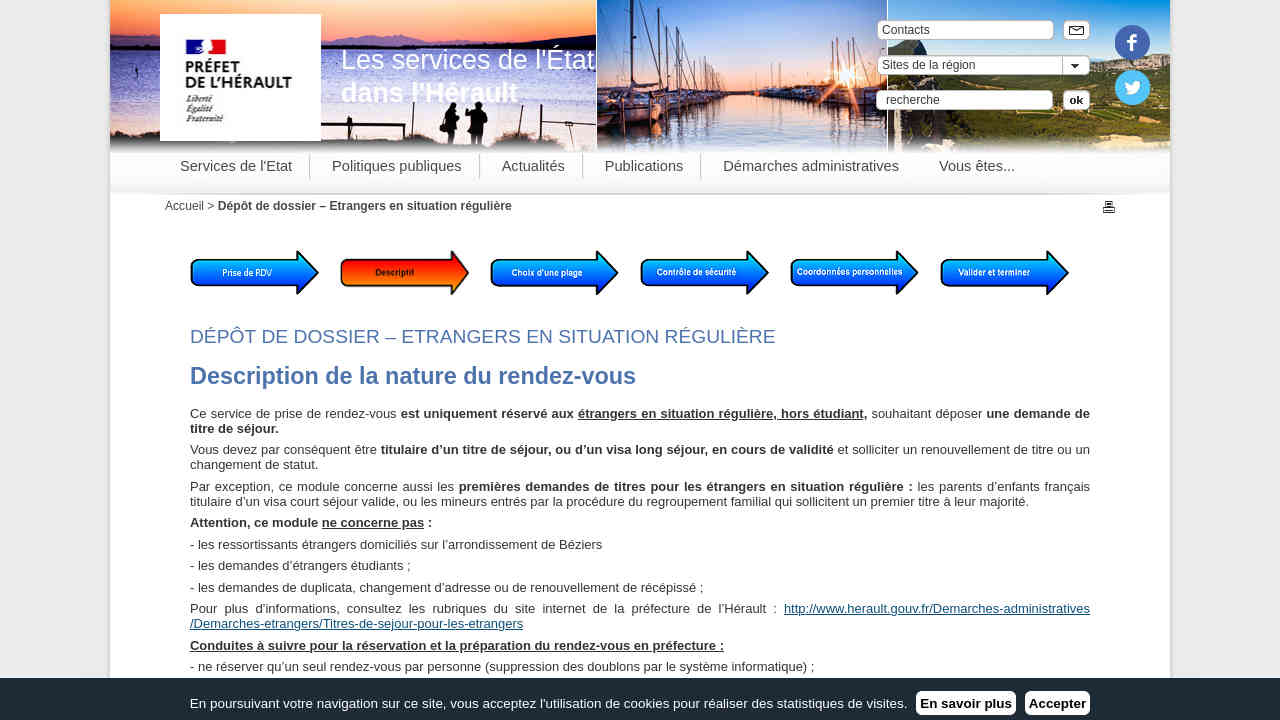 PRÉFET
DE L'HÉRAULT
Liberté
Égalité
Fraternité
Les services de l'État
dans l'Hérault
Contacts
Sites de la région
recherche
ok
Services de l'Etat
Politiques publiques
Actualités
Publications
Démarches administratives
Vous êtes...
Accueil > Dépôt de dossier – Etrangers en situation régulière
Prise de RDV
Descriptif
Choix d'une plage
Contrôle de sécurité
Coordonnées personnelles
Valider et terminer
DÉPÔT DE DOSSIER – ETRANGERS EN SITUATION RÉGULIÈRE
Description de la nature du rendez-vous
Ce service de prise de rendez-vous est uniquement réservé aux étrangers en situation régulière, hors étudiant, souhaitant déposer une demande de
titre de séjour.
Vous devez par conséquent être titulaire d’un titre de séjour, ou d’un visa long séjour, en cours de validité et solliciter un renouvellement de titre ou un
changement de statut.
Par exception, ce module concerne aussi les premières demandes de titres pour les étrangers en situation régulière : les parents d’enfants français
titulaire d’un visa court séjour valide, ou les mineurs entrés par la procédure du regroupement familial qui sollicitent un premier titre à leur majorité.
Attention, ce module ne concerne pas :
- les ressortissants étrangers domiciliés sur l’arrondissement de Béziers
- les demandes d’étrangers étudiants ;
- les demandes de duplicata, changement d’adresse ou de renouvellement de récépissé ;
Pour plus d’informations, consultez les rubriques du site internet de la préfecture de l’Hérault : http://www.herault.gouv.fr/Demarches-administratives
/Demarches-etrangers/Titres-de-sejour-pour-les-etrangers
Conduites à suivre pour la réservation et la préparation du rendez-vous en préfecture :
- ne réserver qu’un seul rendez-vous par personne (suppression des doublons par le système informatique) ;
En poursuivant votre navigation sur ce site, vous acceptez l'utilisation de cookies pour réaliser des statistiques de visites. En savoir plus Accepter